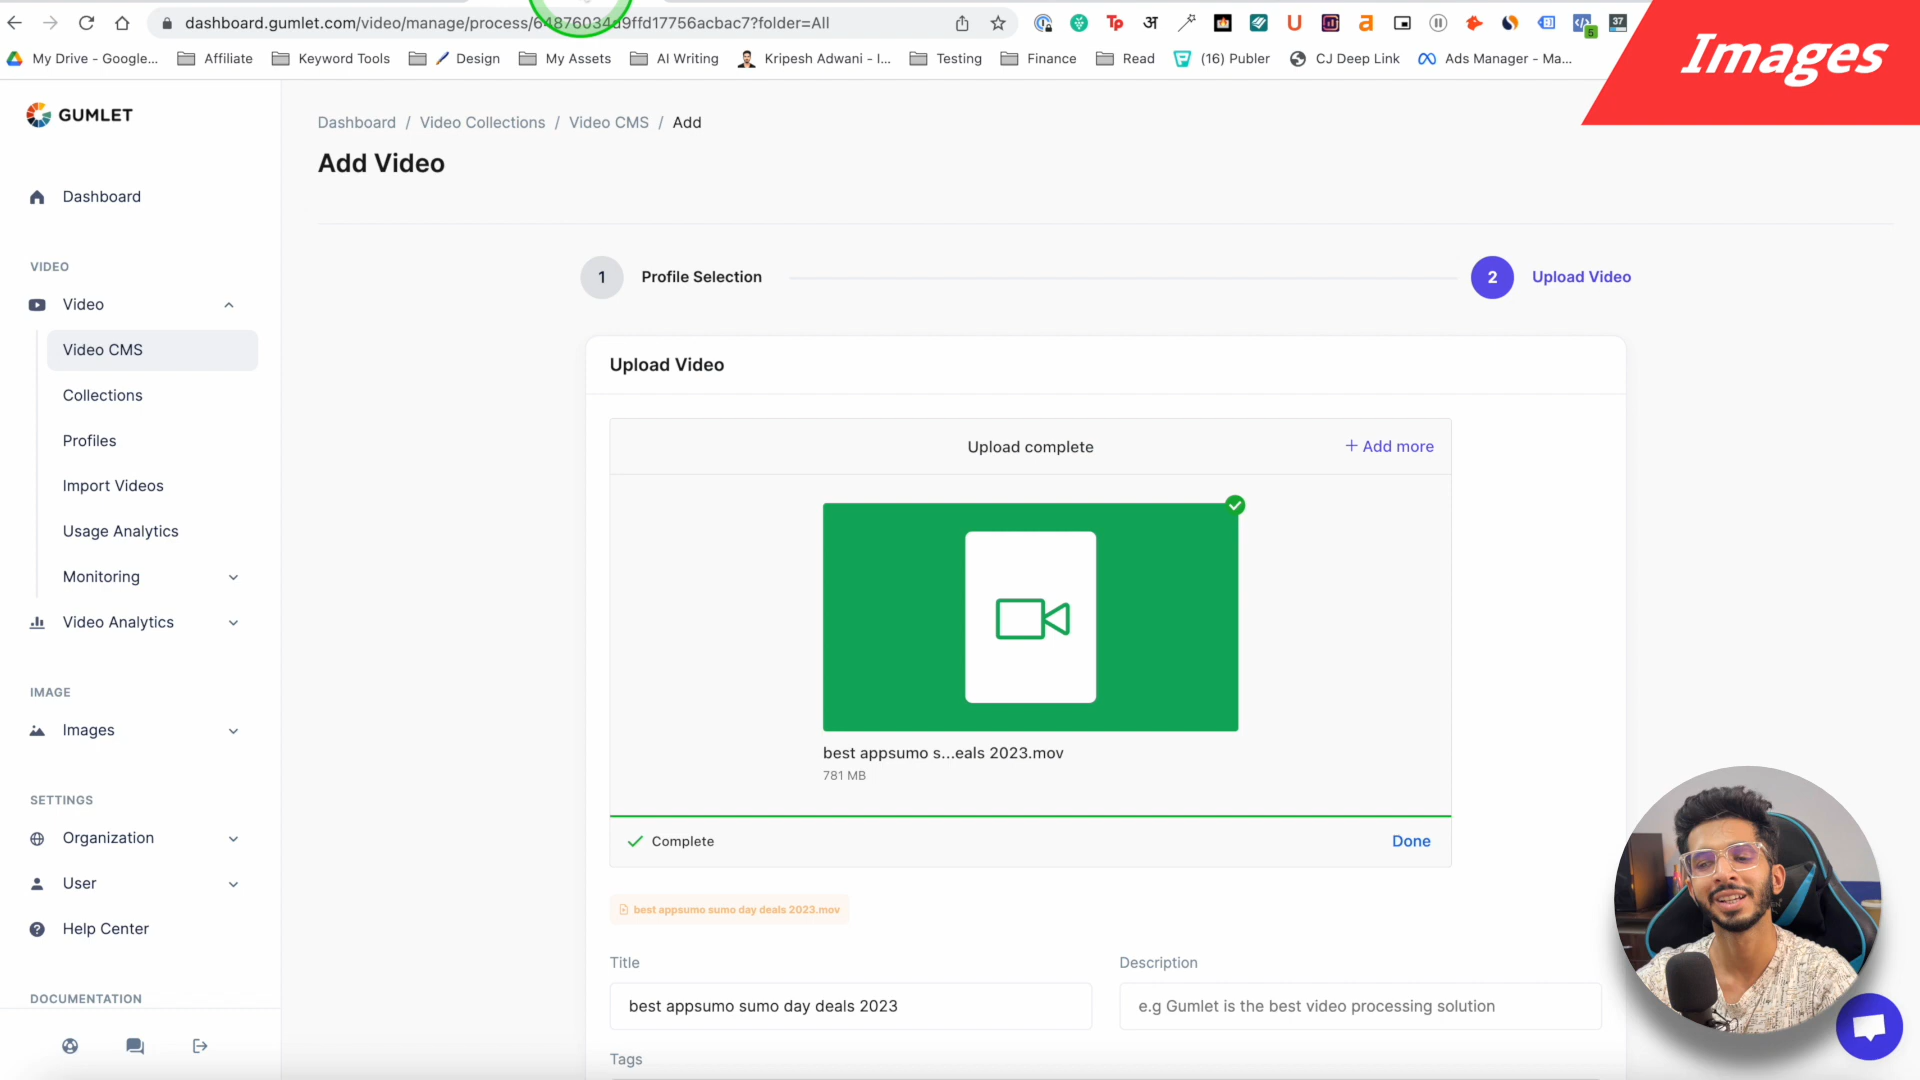 dashboard.gumlet.com/video/manage/process/64876034d9ffd17756acbac7?folder=All
My Drive - Google...
Affiliate
Keyword Tools
Design
My Assets
AI Writing
Kripesh Adwani - I...
Testing
Finance
Read
(16) Publer
CJ Deep Link
Ads Manager - Ma...
Tp
अ
U
a
5
37
Images
GUMLET
Dashboard / Video Collections / Video CMS / Add
Add Video
Dashboard
VIDEO
Video
Video CMS
Collections
Profiles
Import Videos
Usage Analytics
Monitoring
Video Analytics
IMAGE
Images
SETTINGS
Organization
User
Help Center
DOCUMENTATION
1 Profile Selection
2 Upload Video
Upload Video
Upload complete
+ Add more
best appsumo s...eals 2023.mov
781 MB
Complete
Done
best appsumo sumo day deals 2023.mov
Title
best appsumo sumo day deals 2023
Description
e.g Gumlet is the best video processing solution
Tags